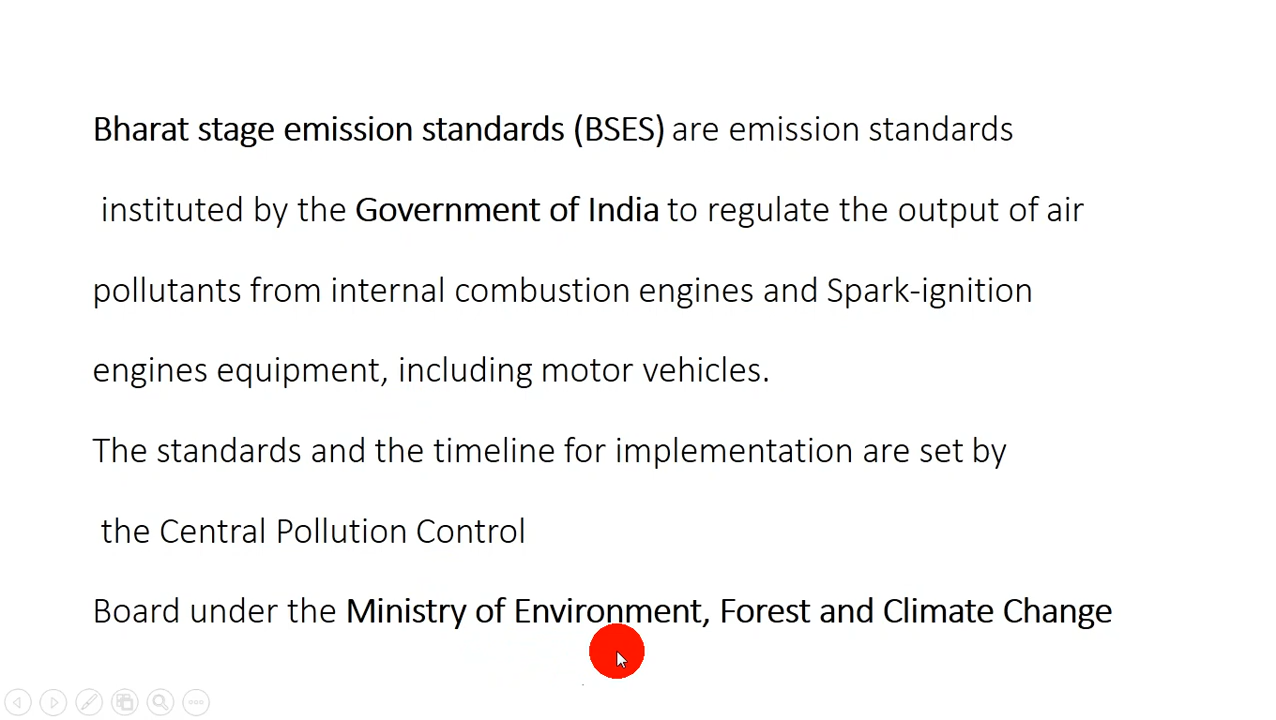 Bharat stage emission standards (BSES) are emission standards
instituted by the Government of India to regulate the output of air
pollutants from internal combustion engines and Spark-ignition
engines equipment, including motor vehicles.
The standards and the timeline for implementation are set by
the Central Pollution Control
Board under the Ministry of Environment, Forest and Climate Change